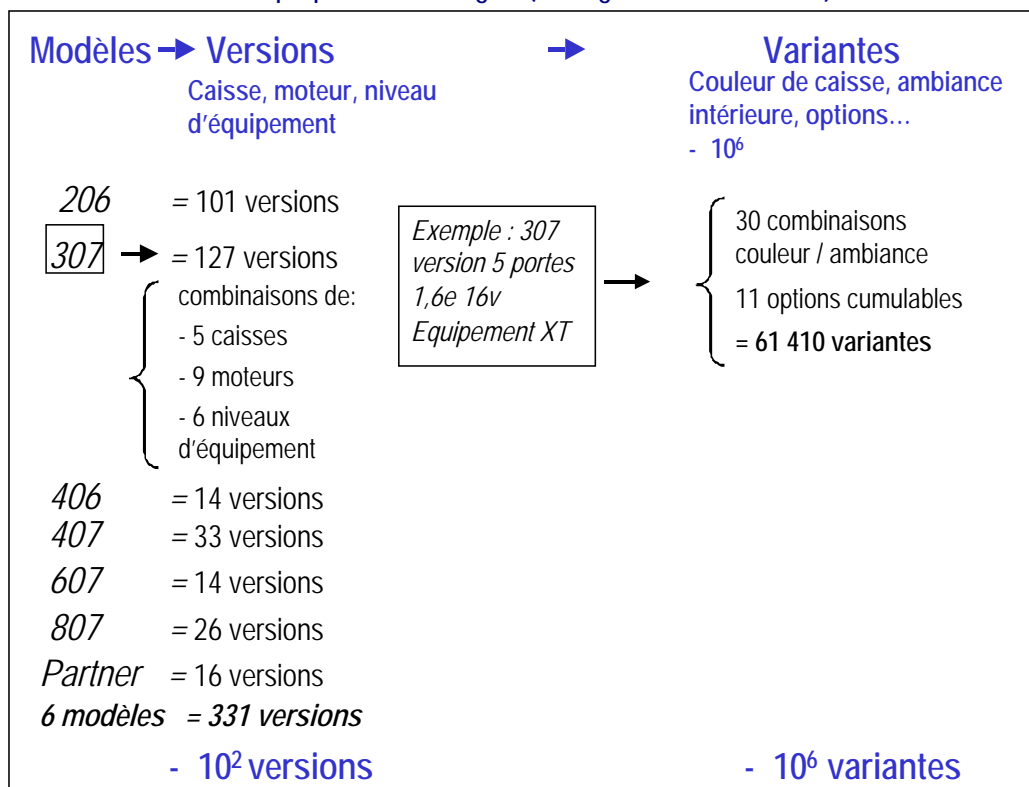 Modèles Versions Variantes
Caisse, moteur, niveau
d'équipement
Couleur de caisse, ambiance
intérieure, options...
- 10⁶
206 = 101 versions
307 = 127 versions
combinaisons de:
- 5 caisses
- 9 moteurs
- 6 niveaux
d'équipement
Exemple : 307
version 5 portes
1,6e 16v
Equipement XT
30 combinaisons
couleur / ambiance
11 options cumulables
= 61 410 variantes
406 = 14 versions
407 = 33 versions
607 = 14 versions
807 = 26 versions
Partner = 16 versions
6 modèles = 331 versions
- 10² versions - 10⁶ variantes